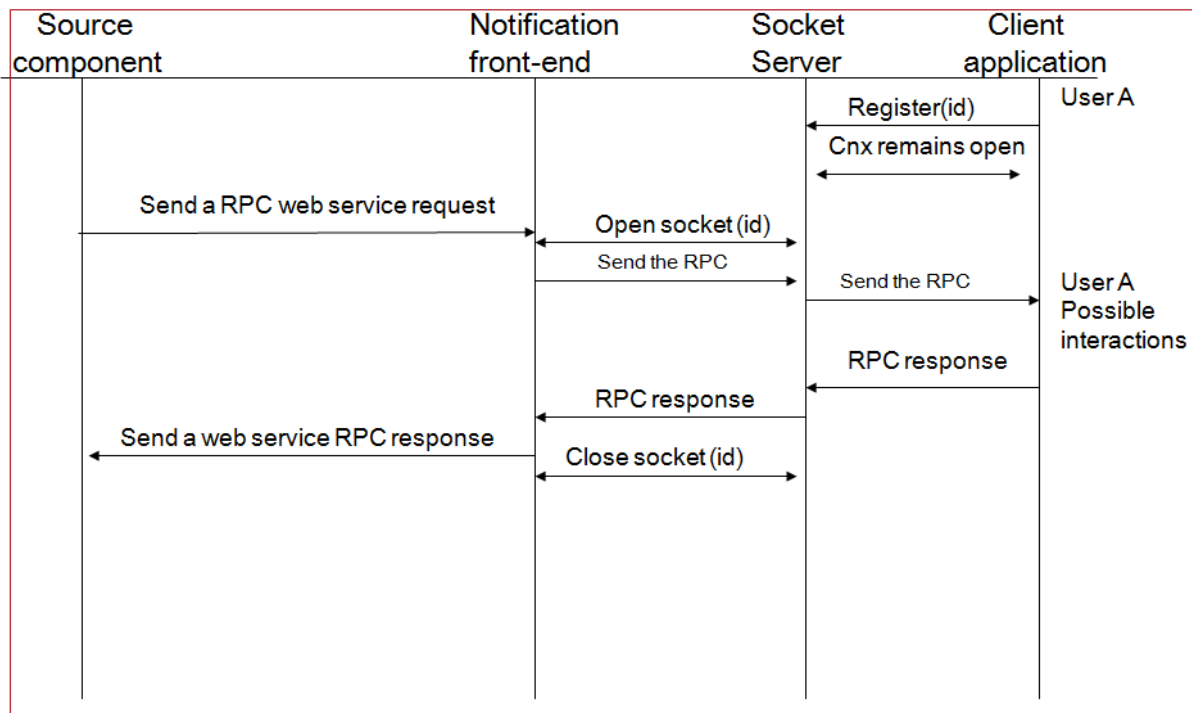 Source
component
Notification
front-end
Socket
Server
Client
application
User A
Register(id)
Cnx remains open
Send a RPC web service request
Open socket (id)
Send the RPC
Send the RPC
User A
Possible
interactions
RPC response
RPC response
Send a web service RPC response
Close socket (id)